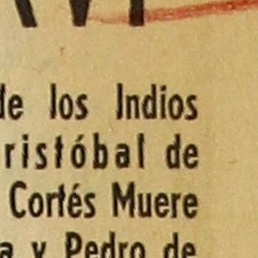 de los Indios
ristóbal de
Cortés Muere
a y Pedro de